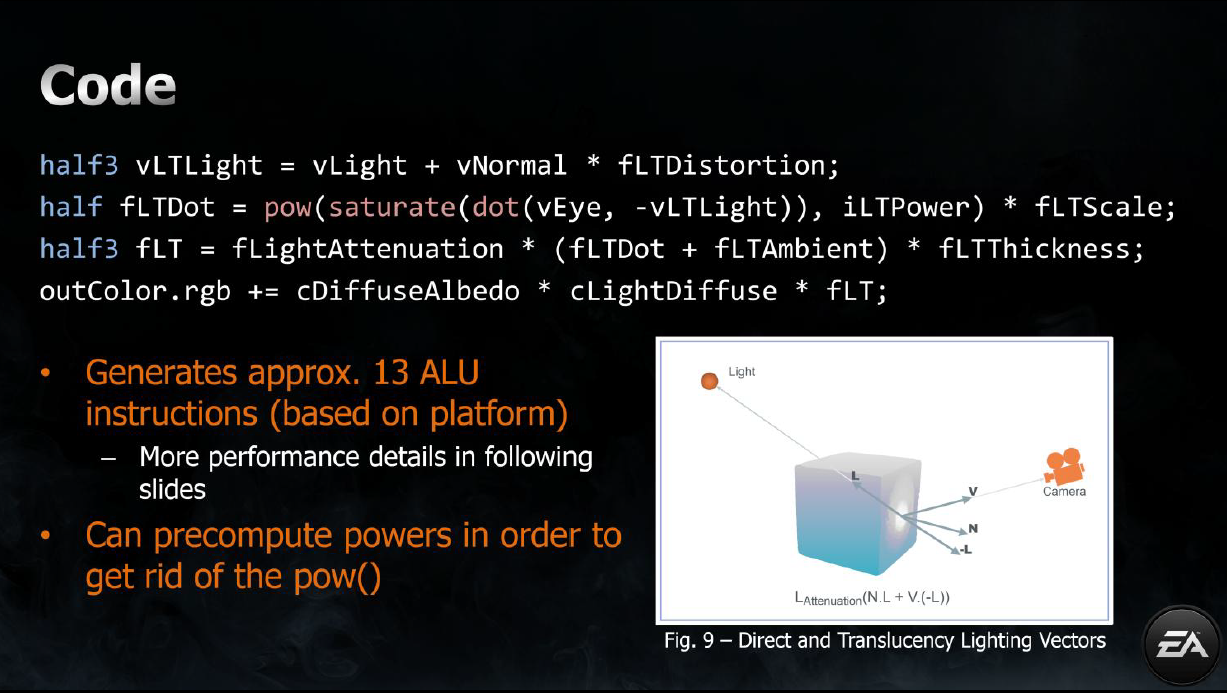 Code
half3 vLTLight = vLight + vNormal * fLTDistortion;
half fLTDot = pow(saturate(dot(vEye, -vLTLight)), iLTPower) * fLTScale;
half3 fLT = fLightAttenuation * (fLTDot + fLTAmbient) * fLTThickness;
outColor.rgb += cDiffuseAlbedo * cLightDiffuse * fLT;
• Generates approx. 13 ALU
instructions (based on platform)
– More performance details in following
slides
• Can precompute powers in order to
get rid of the pow()
Light
L
V
Camera
N
-L
LAttenuation(N.L + V.(-L))
Fig. 9 – Direct and Translucency Lighting Vectors
EA